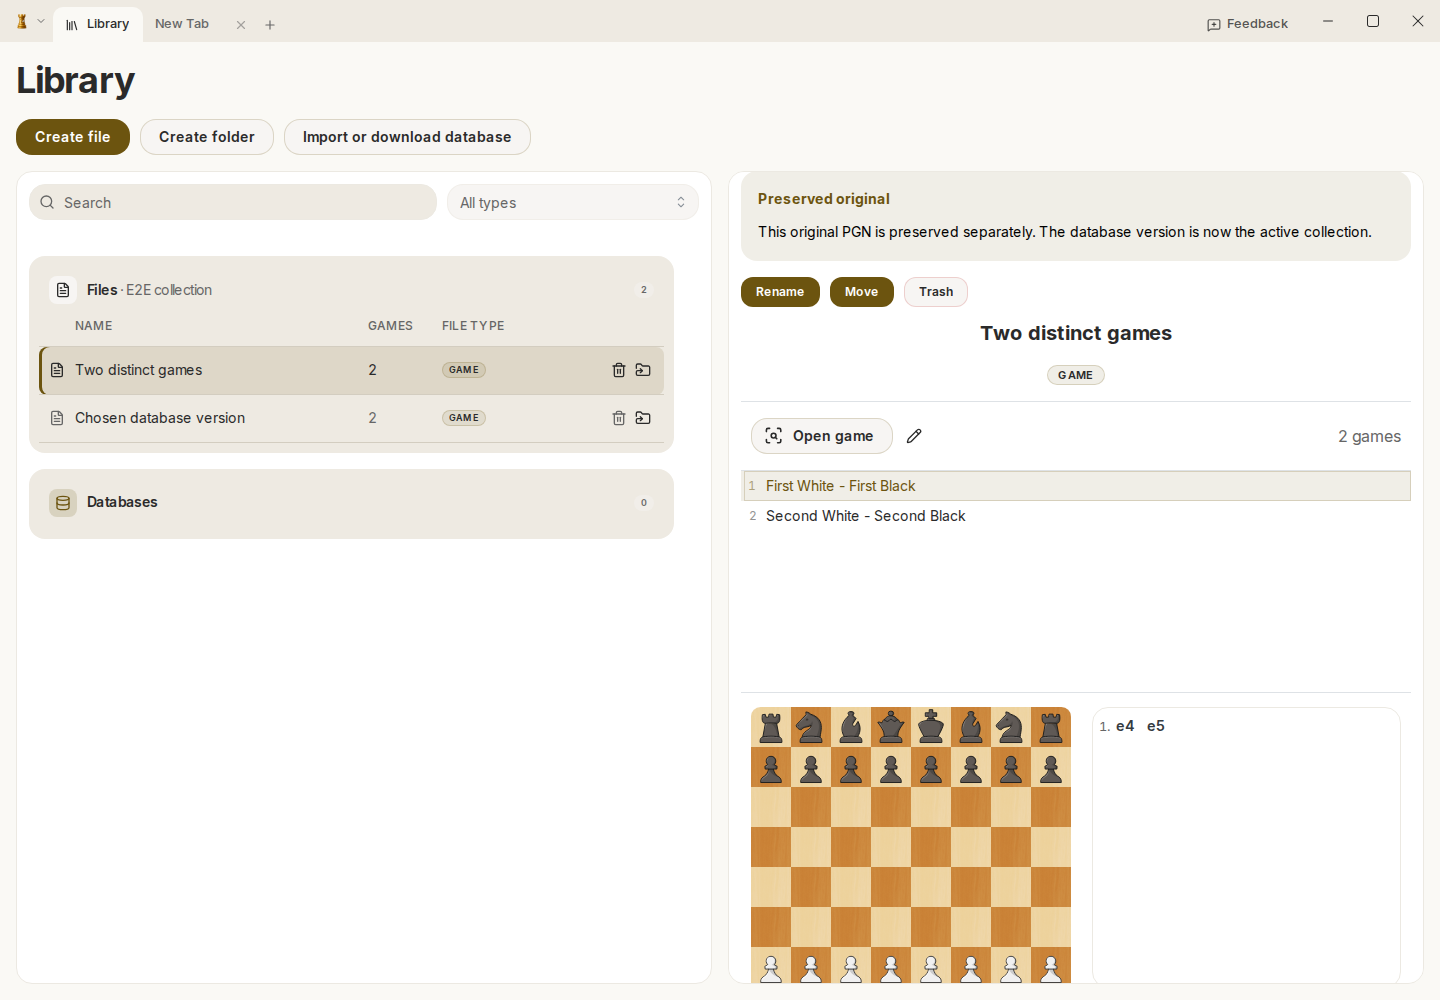 Library
New Tab
Feedback
Library
Create file
Create folder
Import or download database
Search
All types
Files · E2E collection
2
NAME
GAMES
FILE TYPE
Two distinct games
2
GAME
Chosen database version
2
GAME
Databases
0
Preserved original
This original PGN is preserved separately. The database version is now the active collection.
Rename
Move
Trash
Two distinct games
GAME
Open game
2 games
1 First White - First Black
2 Second White - Second Black
1. e4 e5